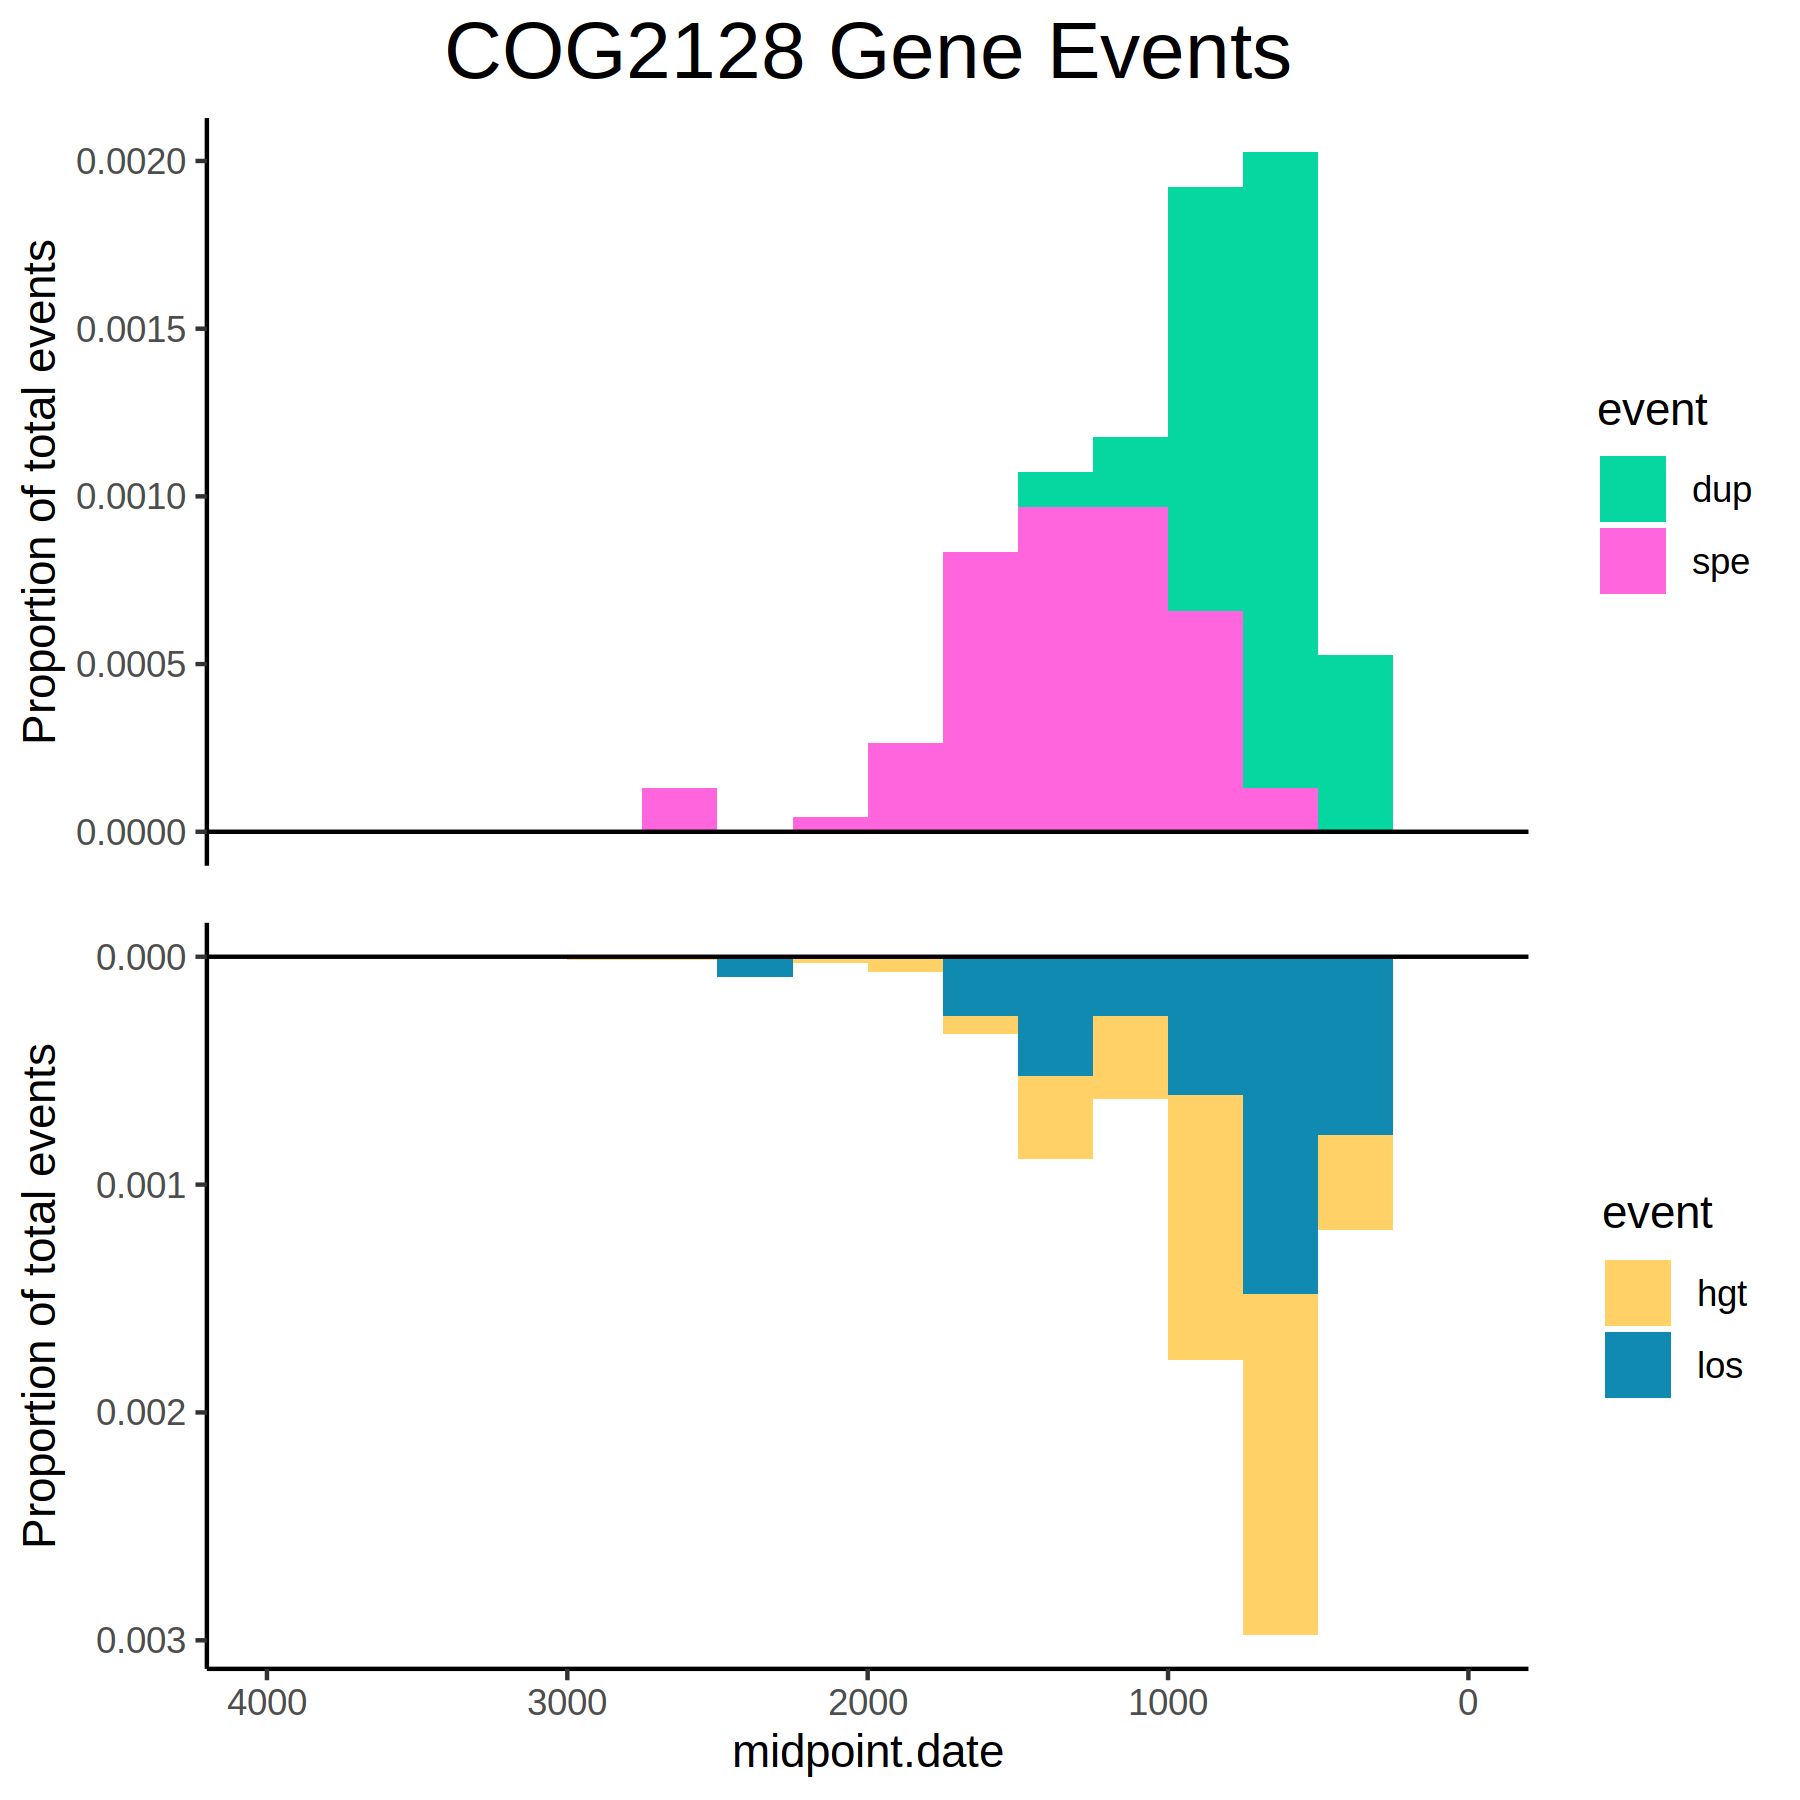 COG2128 Gene Events
Proportion of total events
0.0020
0.0015
0.0010
0.0005
0.0000
event
dup
spe
Proportion of total events
0.000
0.001
0.002
0.003
event
hgt
los
4000 3000 2000 1000 0
midpoint.date